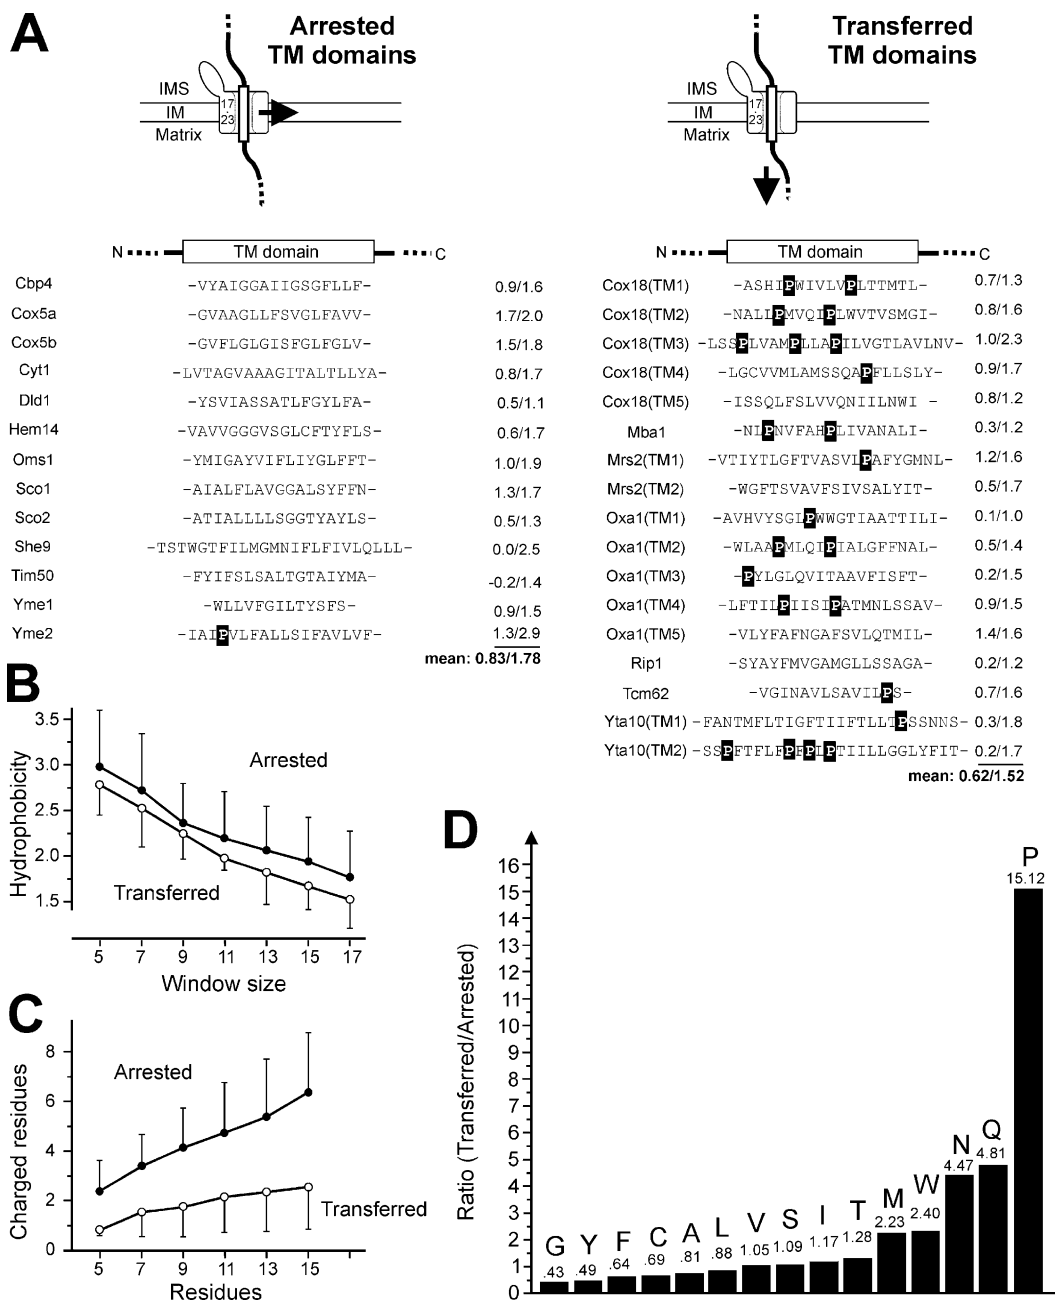 A
Arrested
TM domains
IMS
IM
Matrix
17
23
Transferred
TM domains
IMS
IM
Matrix
17
23
N TM domain C
Cbp4 -VYAIGGAIIGSGFLLF- 0.9/1.6
Cox5a -GVAAGLLFSVGLFAVV- 1.7/2.0
Cox5b -GVFLGLGISFGLFGLV- 1.5/1.8
Cyt1 -LVTAGVAAAGITALTLLYA- 0.8/1.7
Dld1 -YSVIASSATLFGYLFA- 0.5/1.1
Hem14 -VAVVGGGVSGLCFTYFLS- 0.6/1.7
Oms1 -YMIGAYVIFLIYGLFFT- 1.0/1.9
Sco1 -AIALFLAVGGALSYFFN- 1.3/1.7
Sco2 -ATIALLLLSGGTYAYLS- 0.5/1.3
She9 -TSTWGTFILMGMNIFLFIVLQLLL- 0.0/2.5
Tim50 -FYIFSLSALTGTAIYMA- -0.2/1.4
Yme1 -WLLVFGILTYSFS- 0.9/1.5
Yme2 -IAIPVLFALLSIFAVLVF- 1.3/2.9
mean: 0.83/1.78
N TM domain C
Cox18(TM1) -ASHIPWIVLVPLTTMTL- 0.7/1.3
Cox18(TM2) -NALLPMVQIPLWVTVSMGI- 0.8/1.6
Cox18(TM3) -LSSPLVAMPLLAPILVGTLAVLNV- 1.0/2.3
Cox18(TM4) -LGCVVMLAMSSQAPFLLSLY- 0.9/1.7
Cox18(TM5) -ISSQLFSLVVQNIILNWI - 0.8/1.2
Mba1 -NLPNVFAHPLIVANALI- 0.3/1.2
Mrs2(TM1) -VTIYTLGFTVASVLPAFYGMNL- 1.2/1.6
Mrs2(TM2) -WGFTSVAVFSIVSALYIT- 0.5/1.7
Oxa1(TM1) -AVHVYSGLPWWGTIAATTILI- 0.1/1.0
Oxa1(TM2) -WLAAPMLQIPIALGFFNAL- 0.5/1.4
Oxa1(TM3) -PYLGLQVITAAVFISFT- 0.2/1.5
Oxa1(TM4) -LFTILPIISIPATMNLSSAV- 0.9/1.5
Oxa1(TM5) -VLYFAFNGAFSVLQTMIL- 1.4/1.6
Rip1 -SYAYFMVGAMGLLSSAGA- 0.2/1.2
Tcm62 -VGINAVLSAVILPS- 0.7/1.6
Yta10(TM1) -FANTMFLTIGFTIIFTLLTPSSNNS- 0.3/1.8
Yta10(TM2) -SSPFTFLFPFPLPTIILLGGLYFIT- 0.2/1.7
mean: 0.62/1.52
B
Hydrophobicity
3.5
3.0
2.5
2.0
1.5
Arrested
Transferred
5 7 9 11 13 15 17
Window size
C
Charged residues
8
6
4
2
0
Arrested
Transferred
5 7 9 11 13 15
Residues
D
Ratio (Transferred/Arrested)
16
15
14
13
12
11
10
9
8
7
6
5
4
3
2
1
0
G Y F C A L V S I T M W N Q P
.43 .49 .64 .69 .81 .88 1.05 1.09 1.17 1.28 2.23 2.40 4.47 4.81 15.12